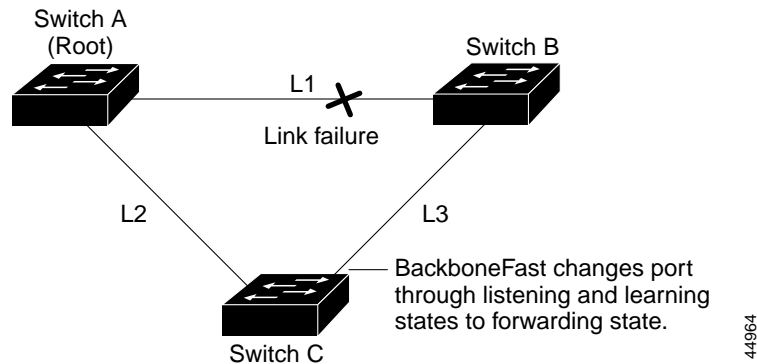 Switch A
(Root)
Switch B
L1
Link failure
L2
L3
BackboneFast changes port
through listening and learning
states to forwarding state.
Switch C
44964